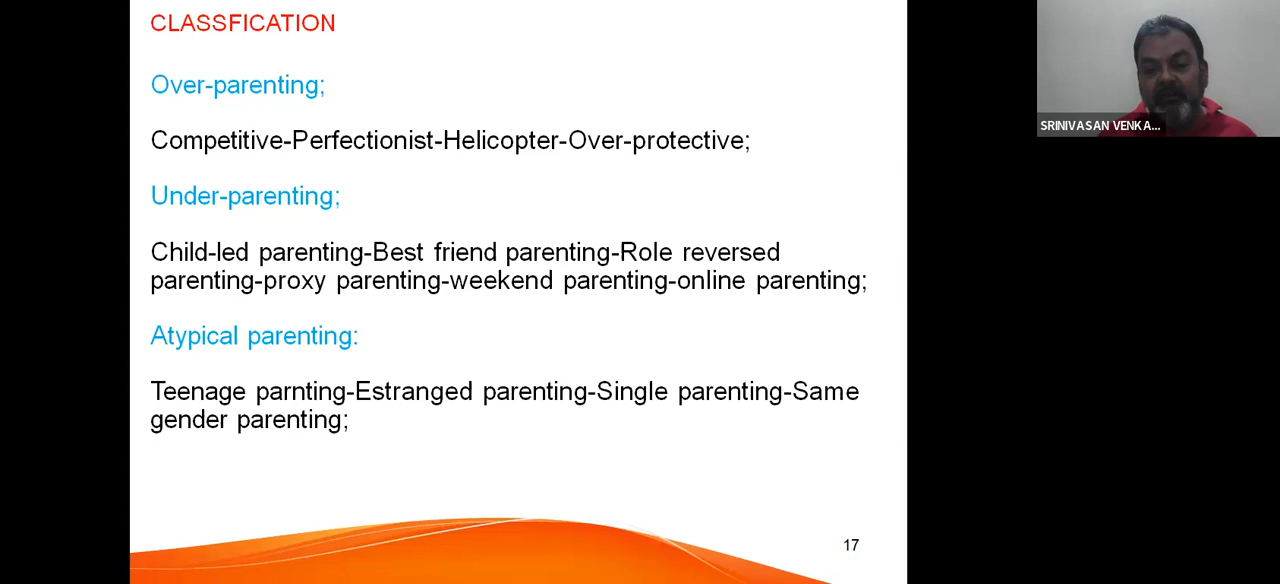 CLASSFICATION
Over-parenting;
Competitive-Perfectionist-Helicopter-Over-protective;
Under-parenting;
Child-led parenting-Best friend parenting-Role reversed
parenting-proxy parenting-weekend parenting-online parenting;
Atypical parenting:
Teenage parnting-Estranged parenting-Single parenting-Same
gender parenting;
17
SRINIVASAN VENKA...